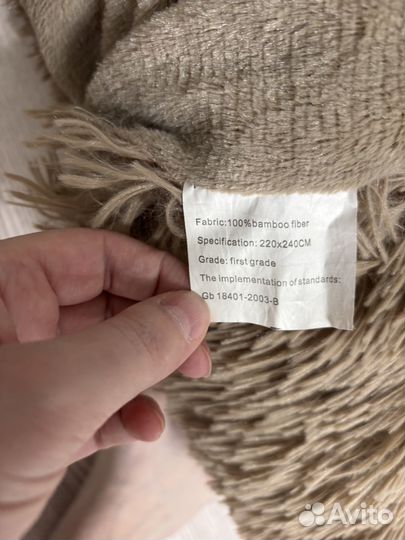 Fabric:100%bamboo fiber
Specification: 220x240CM
Grade: first grade
The implementation of standards:
Gb 18401-2003-B
Avito